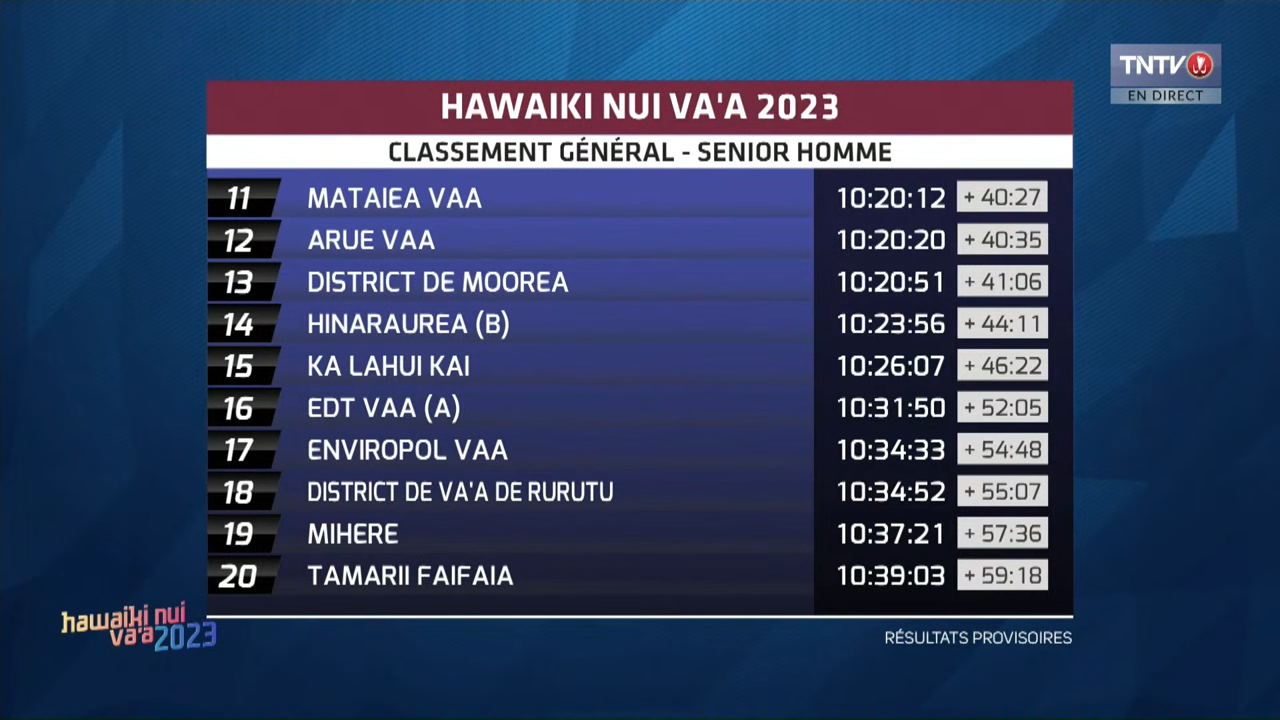 TNTV
EN DIRECT
HAWAIKI NUI VA'A 2023
CLASSEMENT GÉNÉRAL - SENIOR HOMME
11 MATAIEA VAA 10:20:12 + 40:27
12 ARUE VAA 10:20:20 + 40:35
13 DISTRICT DE MOOREA 10:20:51 + 41:06
14 HINARAUREA (B) 10:23:56 + 44:11
15 KA LAHUI KAI 10:26:07 + 46:22
16 EDT VAA (A) 10:31:50 + 52:05
17 ENVIROPOL VAA 10:34:33 + 54:48
18 DISTRICT DE VA'A DE RURUTU 10:34:52 + 55:07
19 MIHERE 10:37:21 + 57:36
20 TAMARII FAIFAIA 10:39:03 + 59:18
hawaiki nui
va'a 2023
RÉSULTATS PROVISOIRES